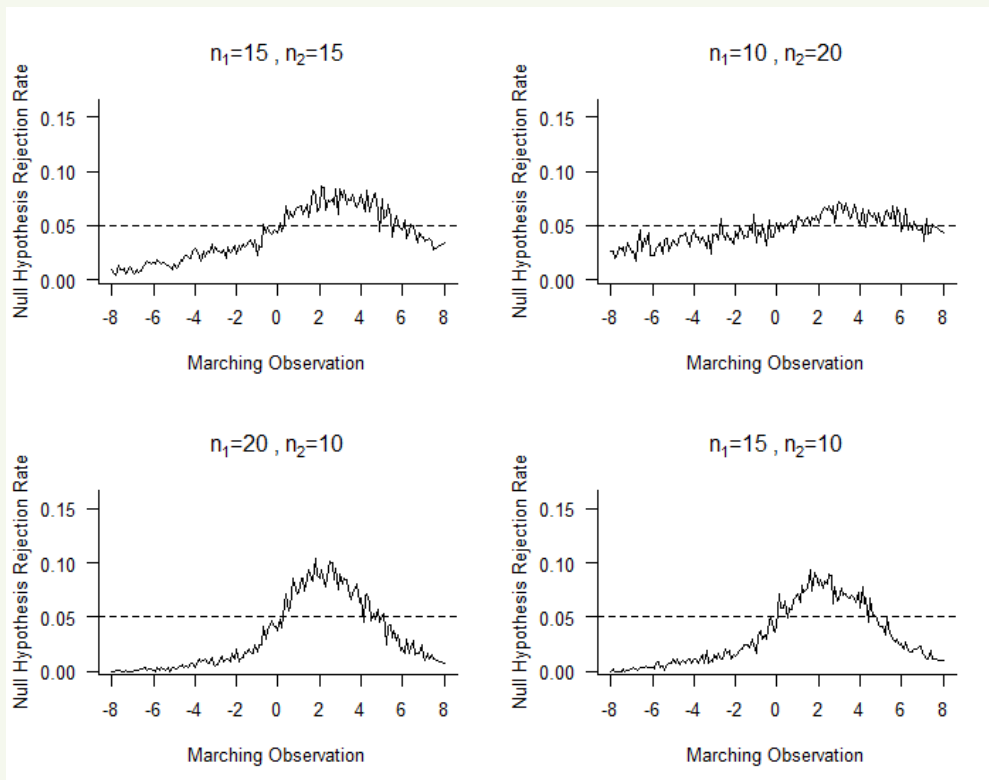 n₁=15 , n₂=15
Null Hypothesis Rejection Rate
0.15
0.10
0.05
0.00
-8 -6 -4 -2 0 2 4 6 8
Marching Observation
n₁=10 , n₂=20
Null Hypothesis Rejection Rate
0.15
0.10
0.05
0.00
-8 -6 -4 -2 0 2 4 6 8
Marching Observation
n₁=20 , n₂=10
Null Hypothesis Rejection Rate
0.15
0.10
0.05
0.00
-8 -6 -4 -2 0 2 4 6 8
Marching Observation
n₁=15 , n₂=10
Null Hypothesis Rejection Rate
0.15
0.10
0.05
0.00
-8 -6 -4 -2 0 2 4 6 8
Marching Observation